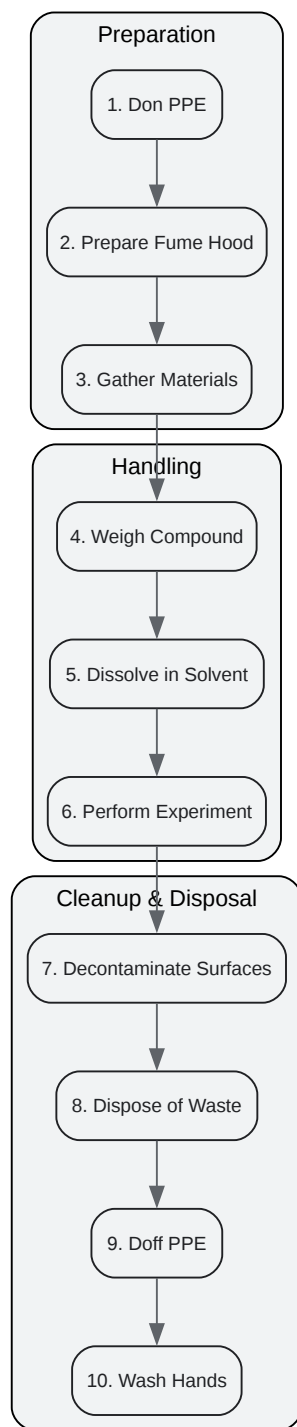 Preparation
1. Don PPE
2. Prepare Fume Hood
3. Gather Materials
Handling
4. Weigh Compound
5. Dissolve in Solvent
6. Perform Experiment
Cleanup & Disposal
7. Decontaminate Surfaces
8. Dispose of Waste
9. Doff PPE
10. Wash Hands